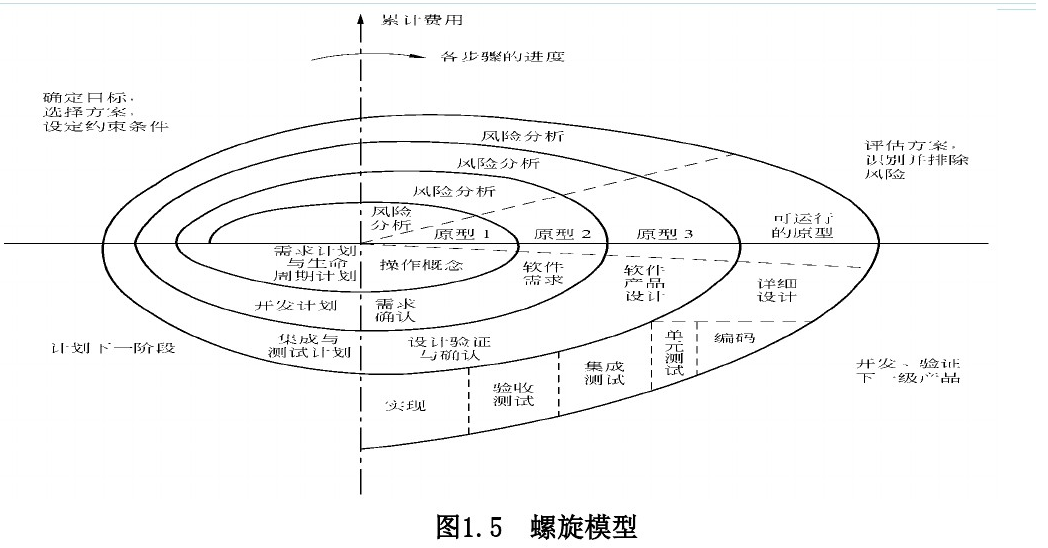 累计费用
各步骤的进度
确定目标,
选择方案,
设定约束条件
评估方案,
识别并排除
风险
风险分析
风险分析
风险分析
风险
分析
原型 1
原型 2
原型 3
可运行
的原型
需求计划
与生命
周期计划
操作概念
软件
需求
软件
产品
设计
详细
设计
开发计划
需求
确认
集成与
测试计划
设计验证
与确认
单
元
测
试
编码
集成
测试
验收
测试
实现
计划下一阶段
开发、验证
下一级产品
图1.5 螺旋模型